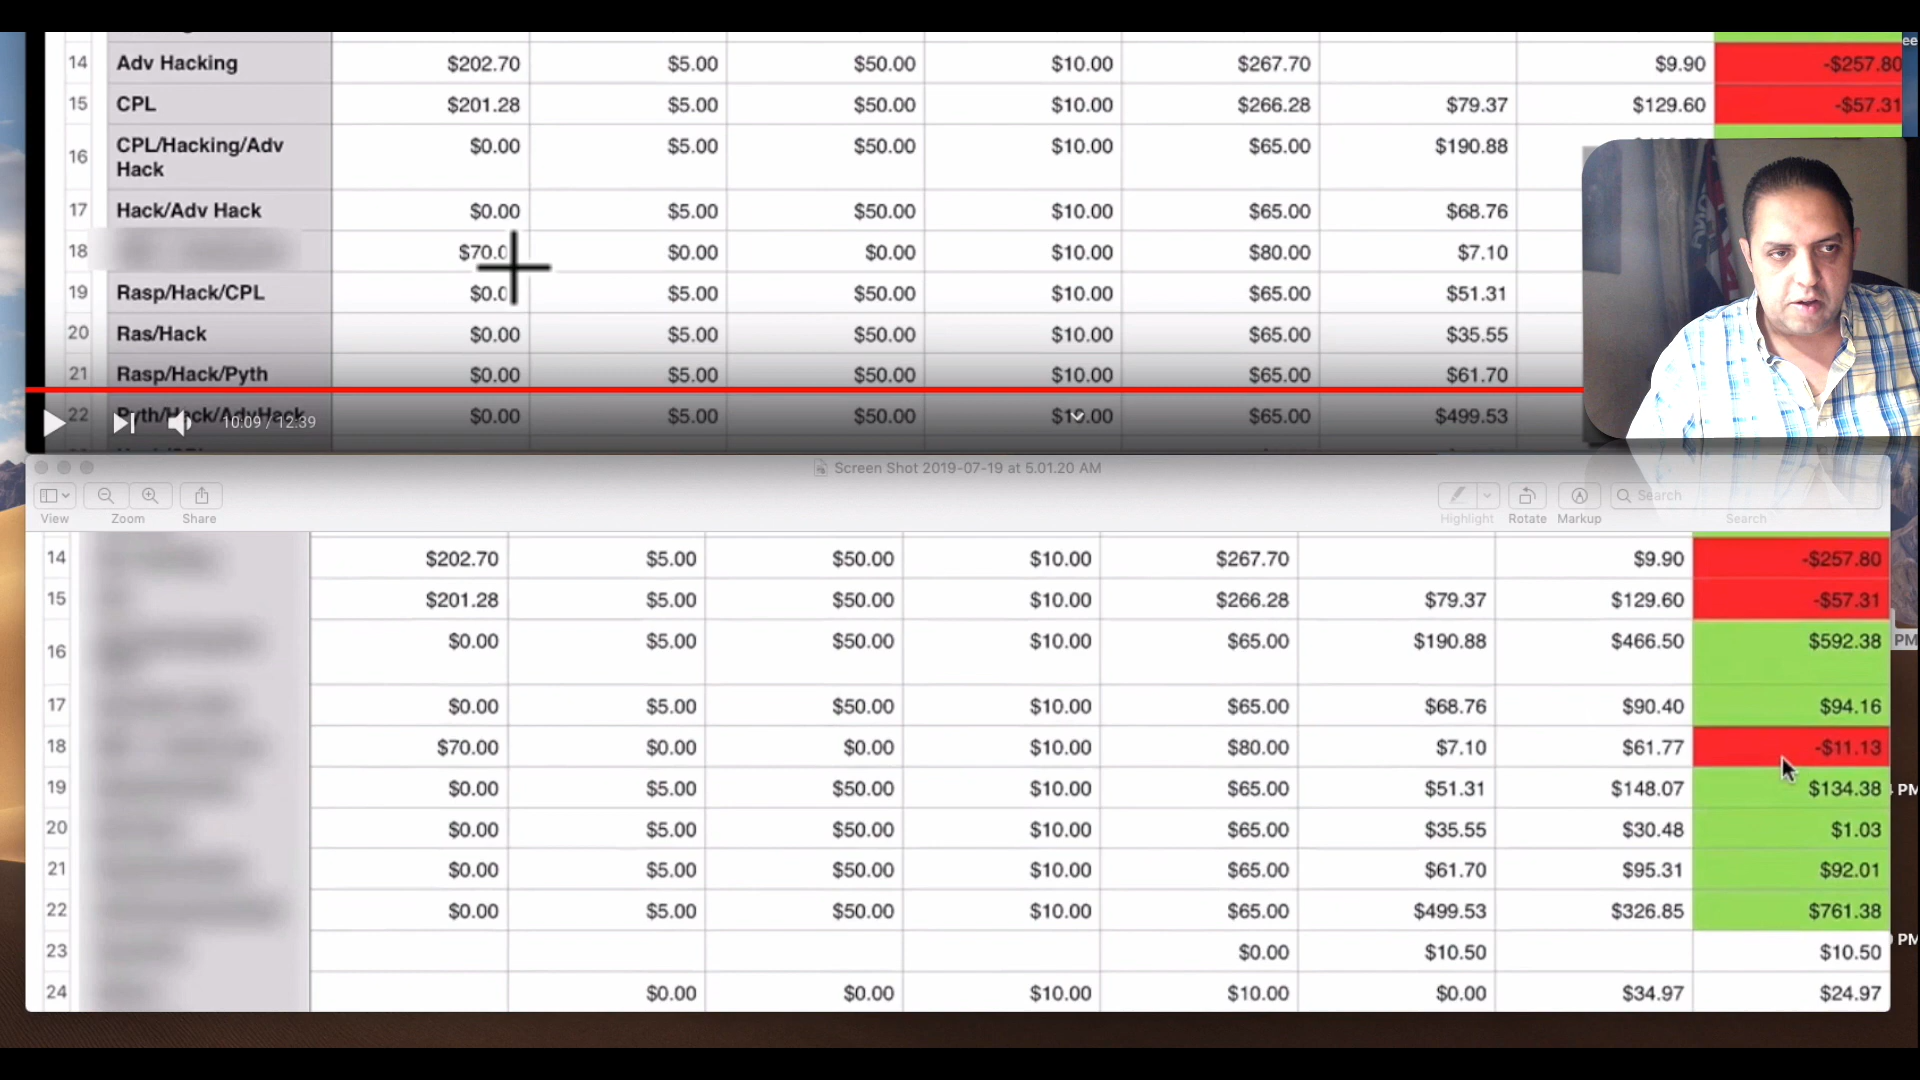 ee
14 Adv Hacking $202.70 $5.00 $50.00 $10.00 $267.70 $9.90 -$257.80
15 CPL $201.28 $5.00 $50.00 $10.00 $266.28 $79.37 $129.60 -$57.31
16 CPL/Hacking/Adv Hack $0.00 $5.00 $50.00 $10.00 $65.00 $190.88
17 Hack/Adv Hack $0.00 $5.00 $50.00 $10.00 $65.00 $68.76
18 $70.0 $0.00 $0.00 $10.00 $80.00 $7.10
19 Rasp/Hack/CPL $0.0 $5.00 $50.00 $10.00 $65.00 $51.31
20 Ras/Hack $0.00 $5.00 $50.00 $10.00 $65.00 $35.55
21 Rasp/Hack/Pyth $0.00 $5.00 $50.00 $10.00 $65.00 $61.70
22 Pyth/Hack/AdvHack $0.00 $5.00 $50.00 $10.00 $65.00 $499.53
10:09 / 12:39
Screen Shot 2019-07-19 at 5.01.20 AM
Search
View Zoom Share Highlight Rotate Markup Search
14 $202.70 $5.00 $50.00 $10.00 $267.70 $9.90 -$257.80
15 $201.28 $5.00 $50.00 $10.00 $266.28 $79.37 $129.60 -$57.31
16 $0.00 $5.00 $50.00 $10.00 $65.00 $190.88 $466.50 $592.38 PM
17 $0.00 $5.00 $50.00 $10.00 $65.00 $68.76 $90.40 $94.16
18 $70.00 $0.00 $0.00 $10.00 $80.00 $7.10 $61.77 -$11.13
19 $0.00 $5.00 $50.00 $10.00 $65.00 $51.31 $148.07 $134.38 PM
20 $0.00 $5.00 $50.00 $10.00 $65.00 $35.55 $30.48 $1.03
21 $0.00 $5.00 $50.00 $10.00 $65.00 $61.70 $95.31 $92.01
22 $0.00 $5.00 $50.00 $10.00 $65.00 $499.53 $326.85 $761.38
23 $0.00 $10.50 $10.50 PM
24 $0.00 $0.00 $10.00 $10.00 $0.00 $34.97 $24.97